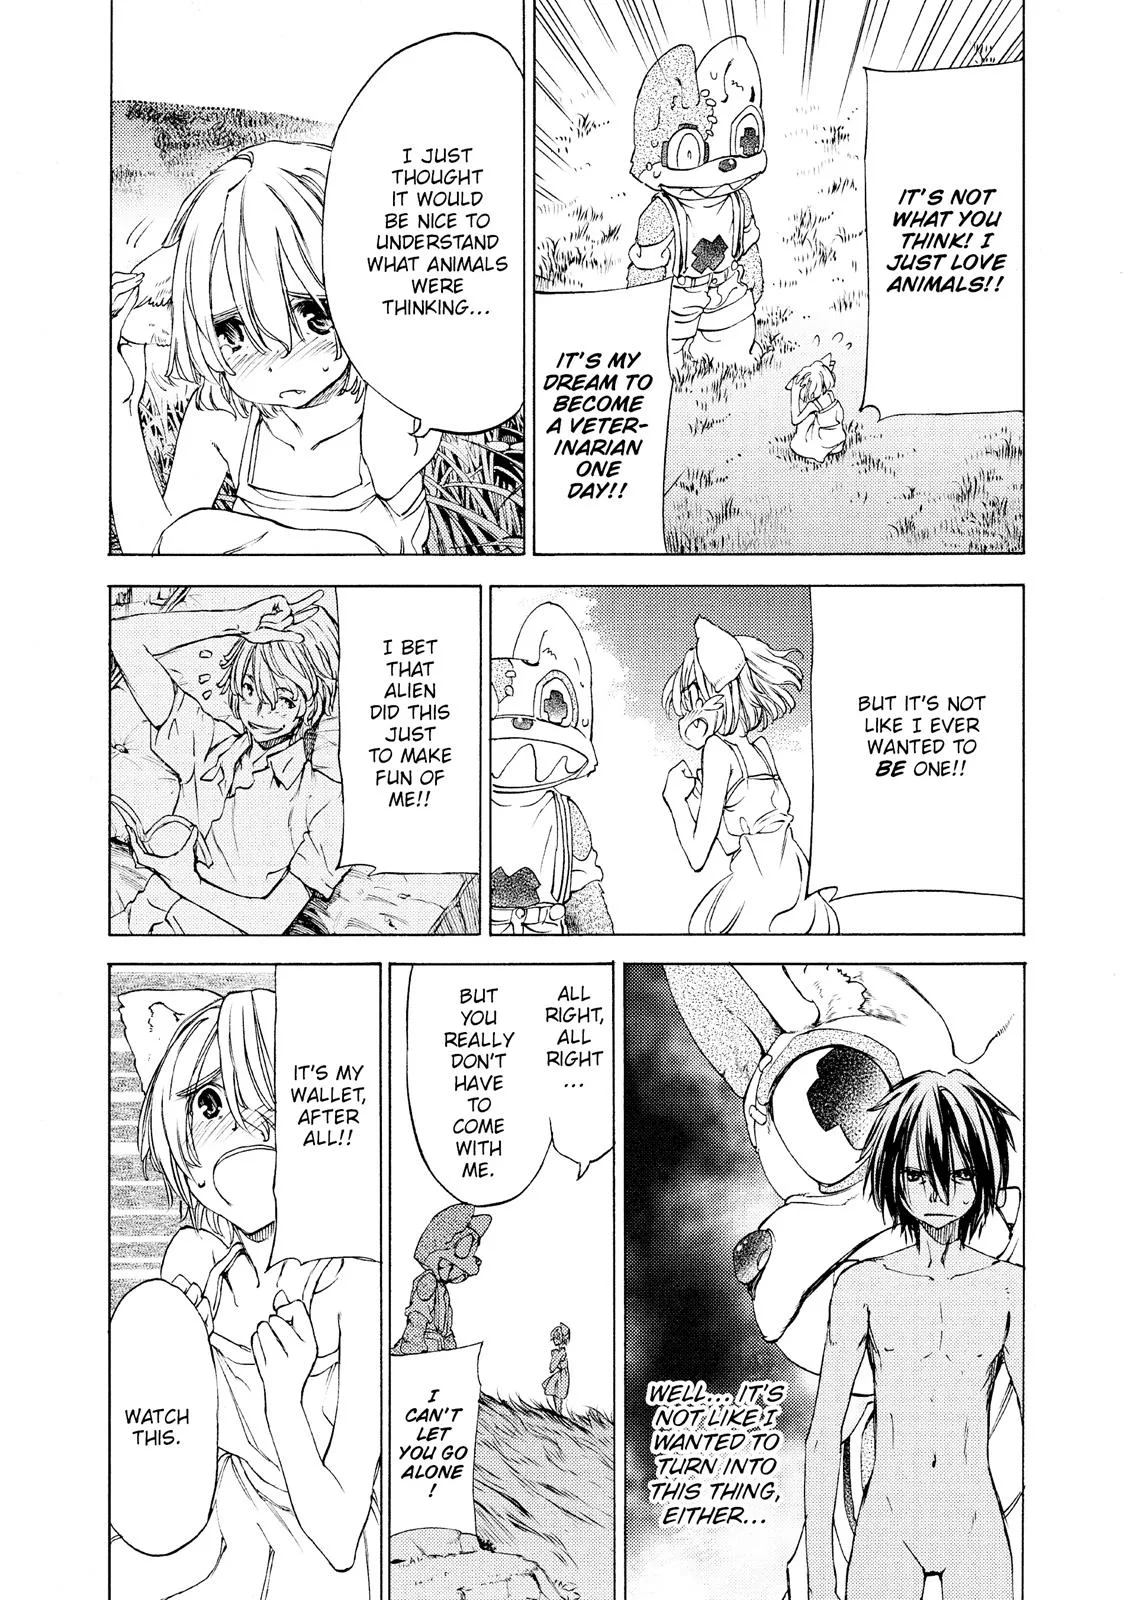 IT'S NOT
WHAT YOU
THINK! I
JUST LOVE
ANIMALS!!
IT'S MY
DREAM TO
BECOME
A VETER-
INARIAN
ONE
DAY!!
I JUST
THOUGHT
IT WOULD
BE NICE TO
UNDERSTAND
WHAT ANIMALS
WERE
THINKING...
BUT IT'S NOT
LIKE I EVER
WANTED TO
BE ONE!!
I BET
THAT
ALIEN
DID THIS
JUST
TO MAKE
FUN OF
ME!!
WELL... IT'S
NOT LIKE I
WANTED TO
TURN INTO
THIS THING,
EITHER...
ALL
RIGHT,
ALL
RIGHT
...
BUT
YOU
REALLY
DON'T
HAVE
TO
COME
WITH
ME.
I
CAN'T
LET
YOU GO
ALONE
!
IT'S MY
WALLET,
AFTER
ALL!!
WATCH
THIS.